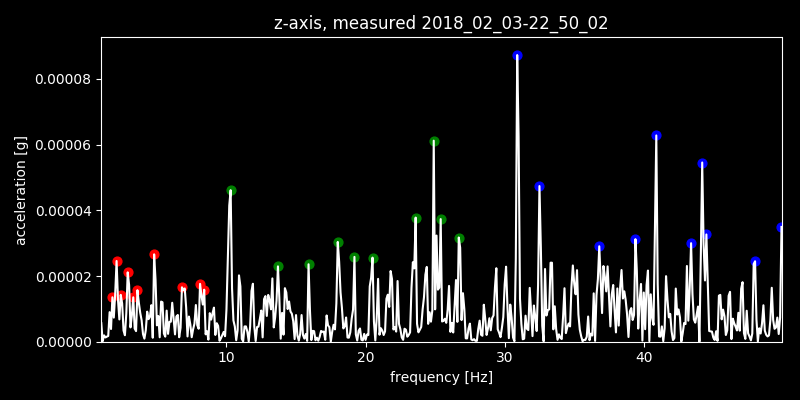 z-axis, measured 2018_02_03-22_50_02
0.00008
0.00006
0.00004
0.00002
0.00000
acceleration [g]
10 20 30 40
frequency [Hz]